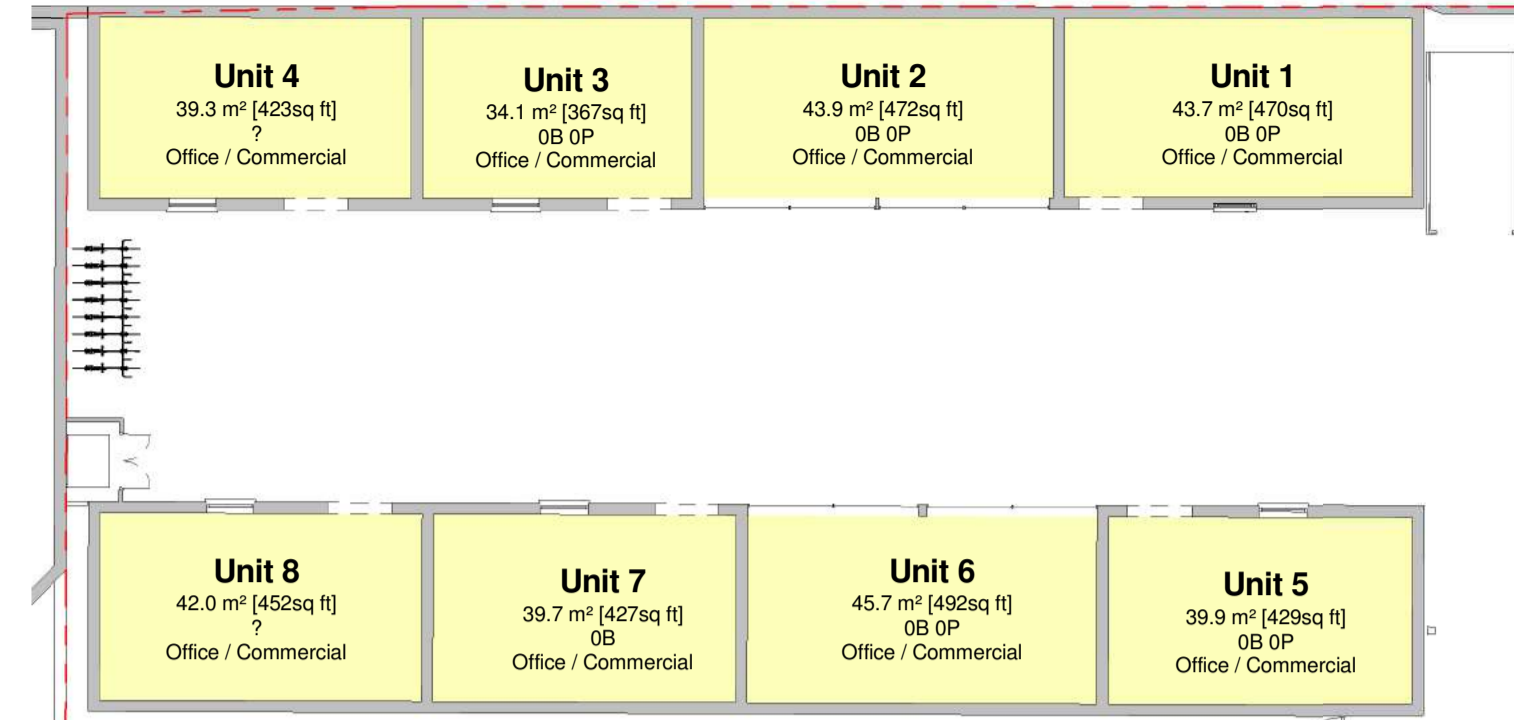 Unit 4
39.3 m² [423sq ft]
?
Office / Commercial
Unit 3
34.1 m² [367sq ft]
0B 0P
Office / Commercial
Unit 2
43.9 m² [472sq ft]
0B 0P
Office / Commercial
Unit 1
43.7 m² [470sq ft]
0B 0P
Office / Commercial
Unit 8
42.0 m² [452sq ft]
?
Office / Commercial
Unit 7
39.7 m² [427sq ft]
0B
Office / Commercial
Unit 6
45.7 m² [492sq ft]
0B 0P
Office / Commercial
Unit 5
39.9 m² [429sq ft]
0B 0P
Office / Commercial